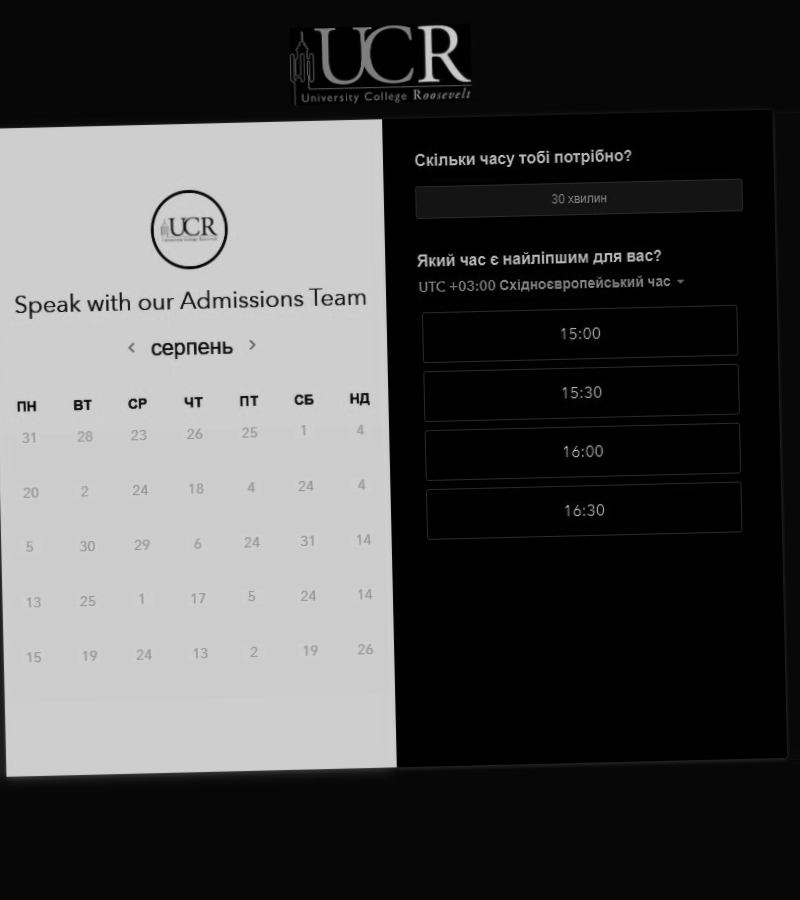 UCR
University College Roosevelt
UCR
Speak with our Admissions Team
серпень
ПН ВТ СР ЧТ ПТ СБ НД
31 28 23 26 25 1 4
20 2 24 18 4 24 4
5 30 29 6 24 31 14
13 25 1 17 5 24 14
15 19 24 13 2 19 26
Скільки часу тобі потрібно?
30 хвилин
Який час є найліпшим для вас?
UTC +03:00 Східноєвропейський час
15:00
15:30
16:00
16:30